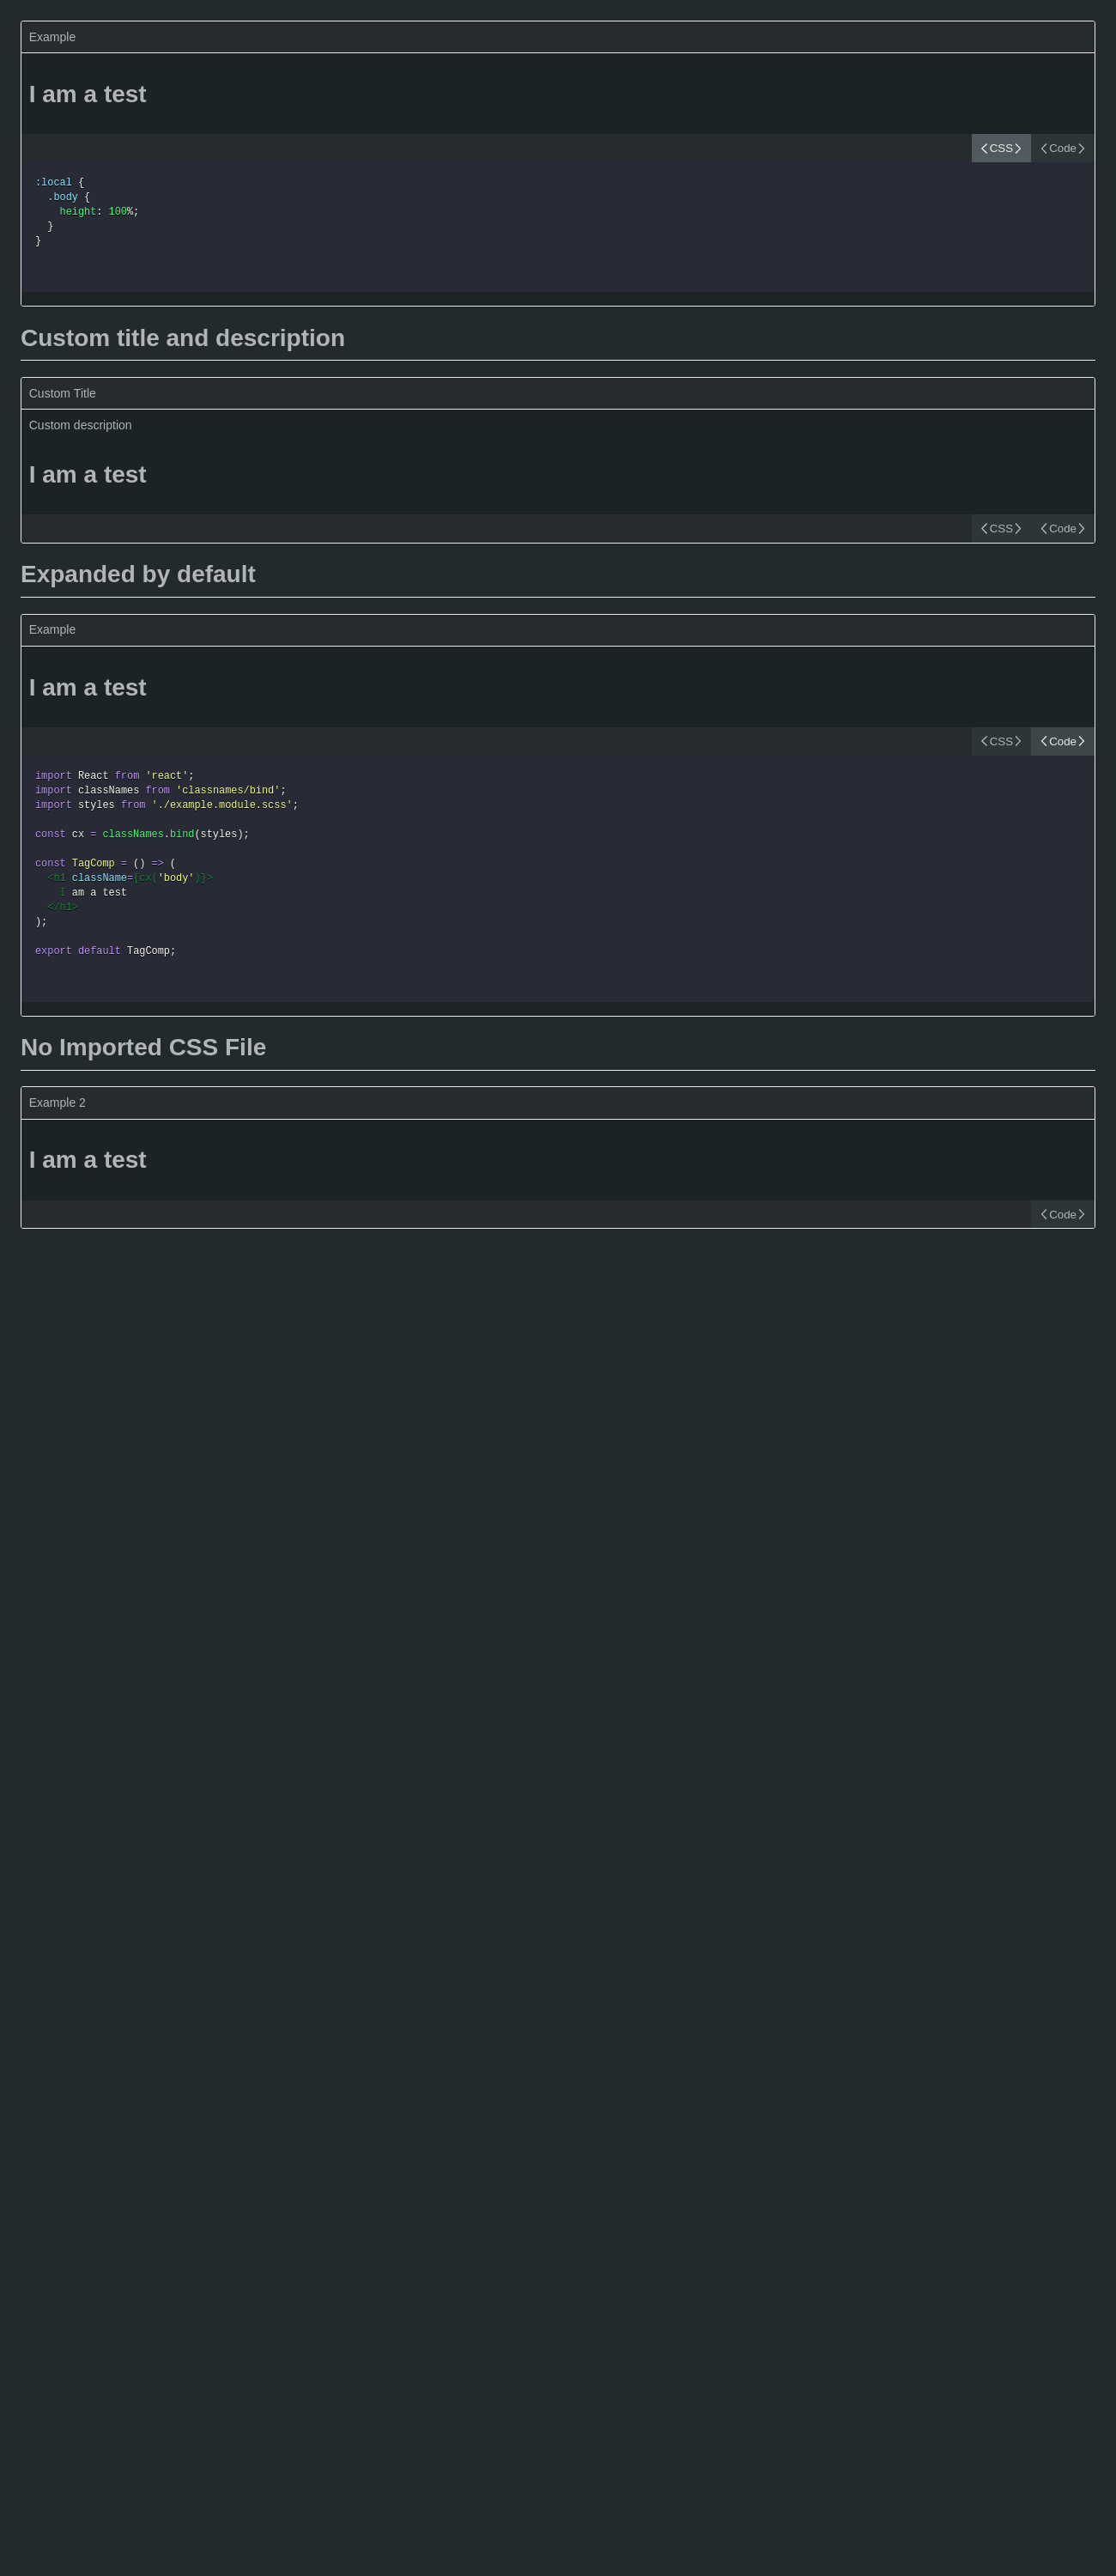 Example
I am a test
CSS Code
:local {
  .body {
    height: 100%;
  }
}
Custom title and description
Custom Title
Custom description
I am a test
CSS Code
Expanded by default
Example
I am a test
CSS Code
import React from 'react';
import classNames from 'classnames/bind';
import styles from './example.module.scss';
const cx = classNames.bind(styles);
const TagComp = () => (
  <h1 className={cx('body')}>
    I am a test
  </h1>
);
export default TagComp;
No Imported CSS File
Example 2
I am a test
Code